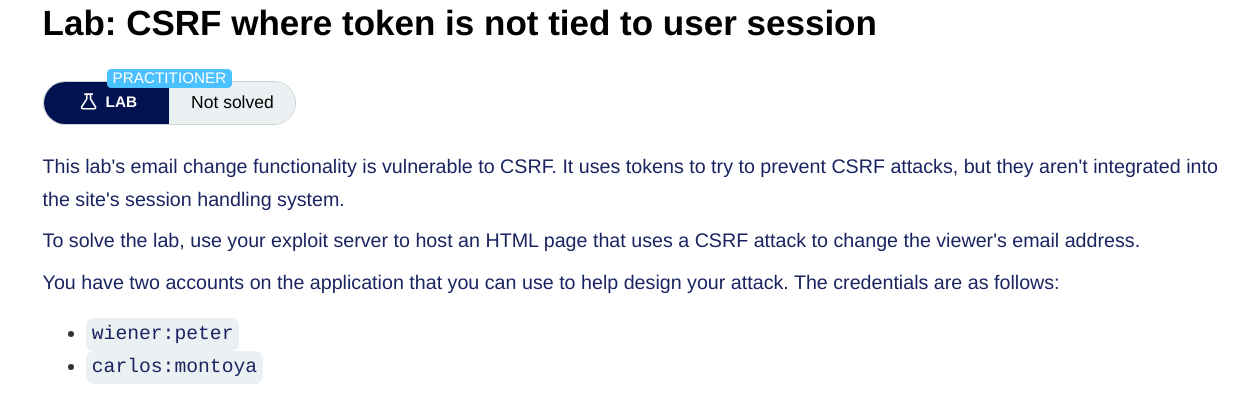 Lab: CSRF where token is not tied to user session
PRACTITIONER
LAB Not solved
This lab's email change functionality is vulnerable to CSRF. It uses tokens to try to prevent CSRF attacks, but they aren't integrated into
the site's session handling system.
To solve the lab, use your exploit server to host an HTML page that uses a CSRF attack to change the viewer's email address.
You have two accounts on the application that you can use to help design your attack. The credentials are as follows:
wiener:peter
carlos:montoya